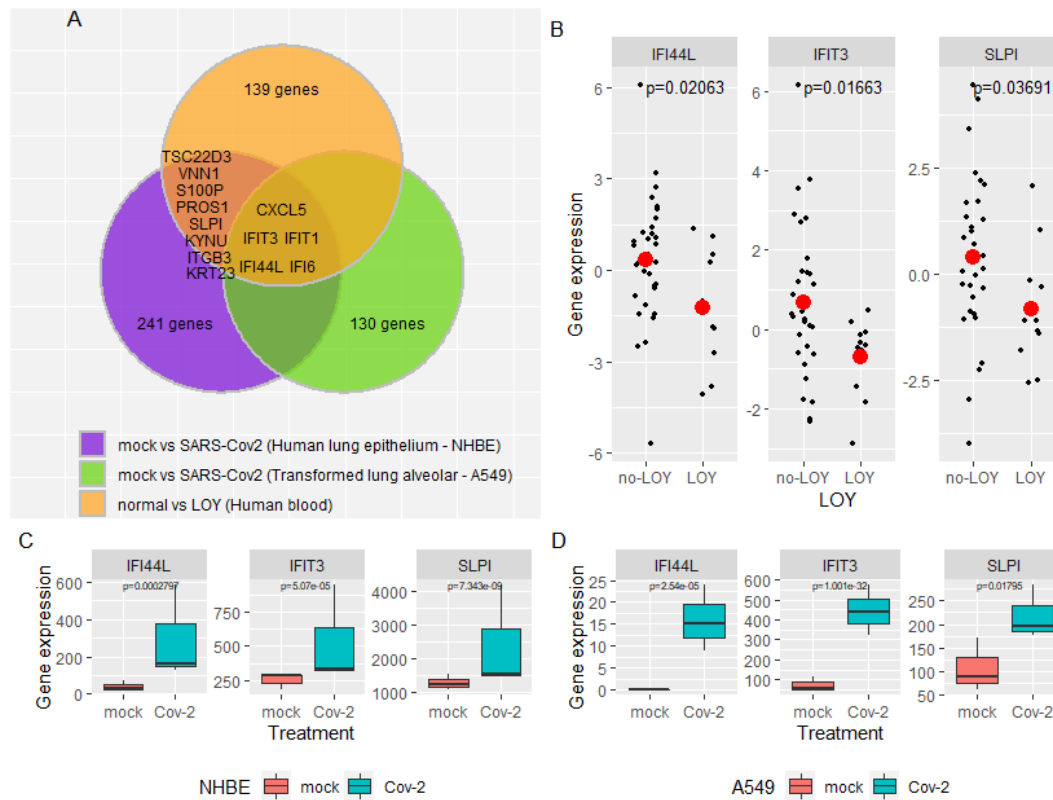 A
139 genes
TSC22D3
VNN1
S100P
PROS1
SLPI
KYNU
ITGB3
KRT23
CXCL5
IFIT3 IFIT1
IFI44L IFI6
241 genes
130 genes
mock vs SARS-Cov2 (Human lung epithelium - NHBE)
mock vs SARS-Cov2 (Transformed lung alveolar - A549)
normal vs LOY (Human blood)
B
IFI44L IFIT3 SLPI
p=0.02063 p=0.01663 p=0.03691
Gene expression
6
3
0
-3
-6
6
4
2
0
-2
2.5
0.0
-2.5
no-LOY LOY no-LOY LOY no-LOY LOY
LOY
C
IFI44L IFIT3 SLPI
p=0.0002797 p=5.07e-05 p=7.343e-09
Gene expression
600
400
200
0
750
500
250
4000
3000
2000
1000
mock Cov-2 mock Cov-2 mock Cov-2
Treatment
NHBE mock Cov-2
D
IFI44L IFIT3 SLPI
p=2.54e-05 p=1.001e-32 p=0.01795
Gene expression
25
20
15
10
5
0
600
500
400
300
200
100
250
200
150
100
50
mock Cov-2 mock Cov-2 mock Cov-2
Treatment
A549 mock Cov-2